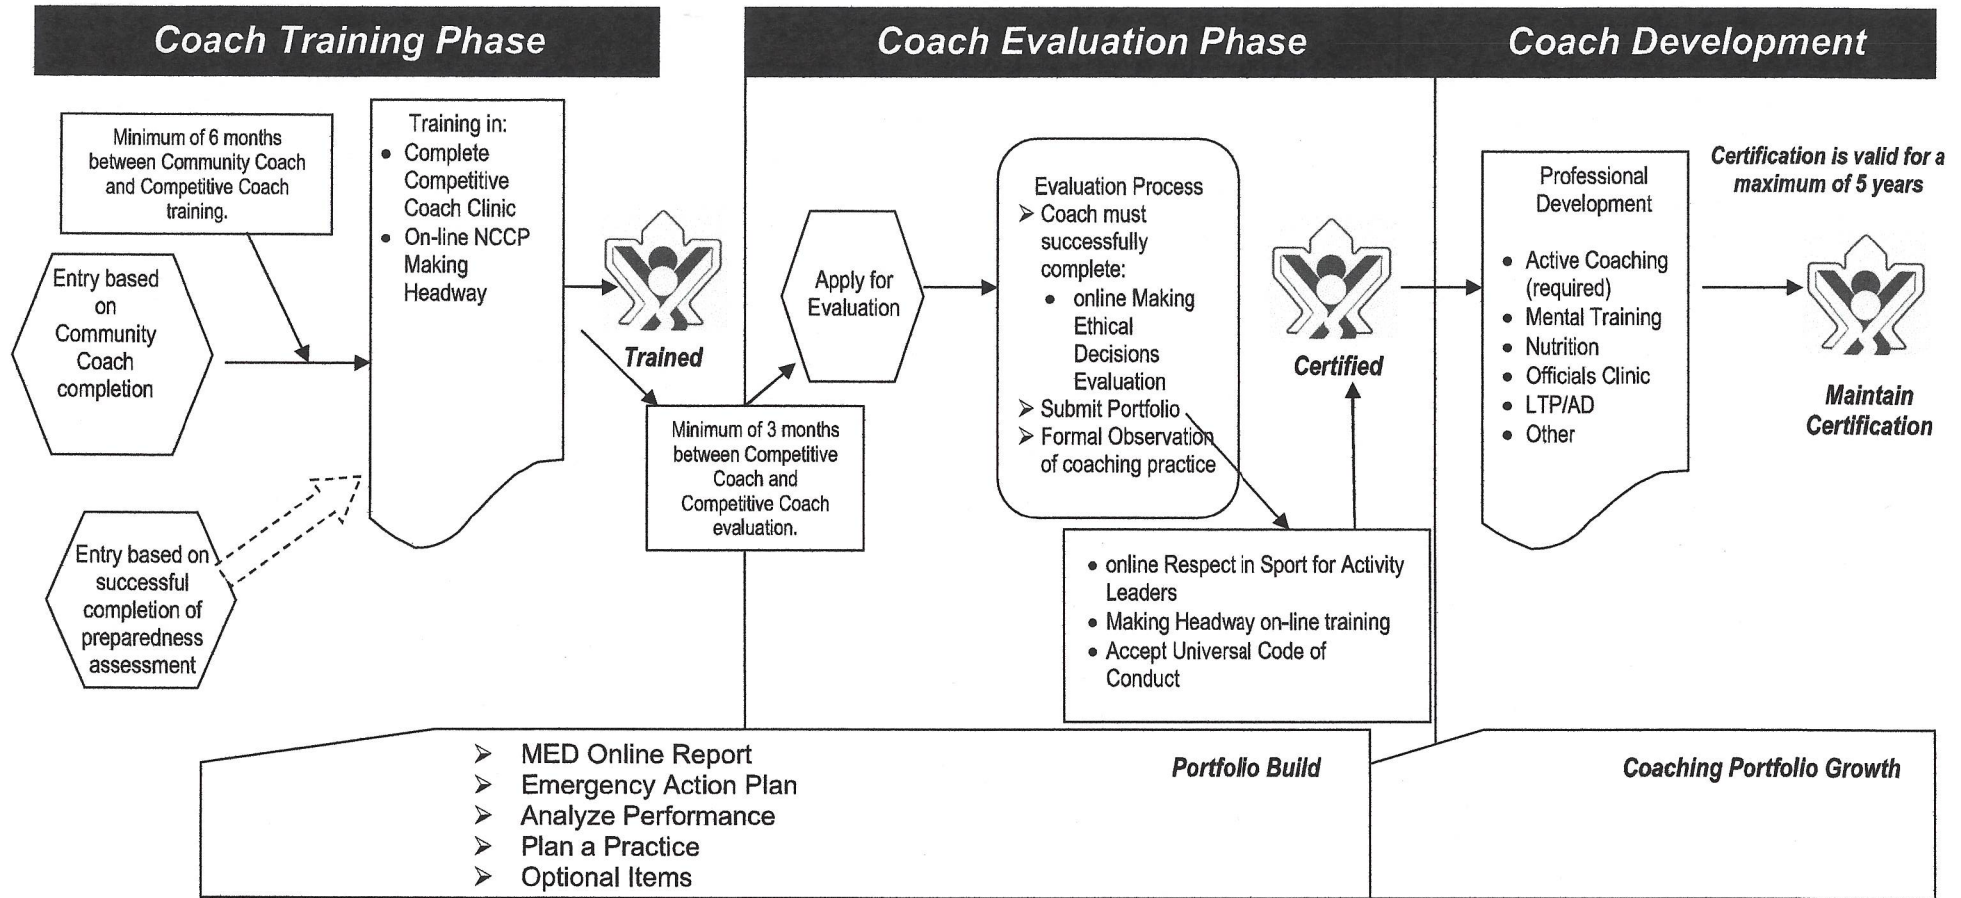 Coach Training Phase
Coach Evaluation Phase
Coach Development
Minimum of 6 months
between Community Coach
and Competitive Coach
training.
Entry based
on
Community
Coach
completion
Entry based on
successful
completion of
preparedness
assessment
Training in:
• Complete
Competitive
Coach Clinic
• On-line NCCP
Making
Headway
Trained
Minimum of 3 months
between Competitive
Coach and
Competitive Coach
evaluation.
Apply for
Evaluation
Evaluation Process
➢ Coach must
successfully
complete:
• online Making
Ethical
Decisions
Evaluation
➢ Submit Portfolio
➢ Formal Observation
of coaching practice
Certified
• online Respect in Sport for Activity
Leaders
• Making Headway on-line training
• Accept Universal Code of
Conduct
Professional
Development
• Active Coaching
(required)
• Mental Training
• Nutrition
• Officials Clinic
• LTP/AD
• Other
Certification is valid for a
maximum of 5 years
Maintain
Certification
➢ MED Online Report
➢ Emergency Action Plan
➢ Analyze Performance
➢ Plan a Practice
➢ Optional Items
Portfolio Build
Coaching Portfolio Growth